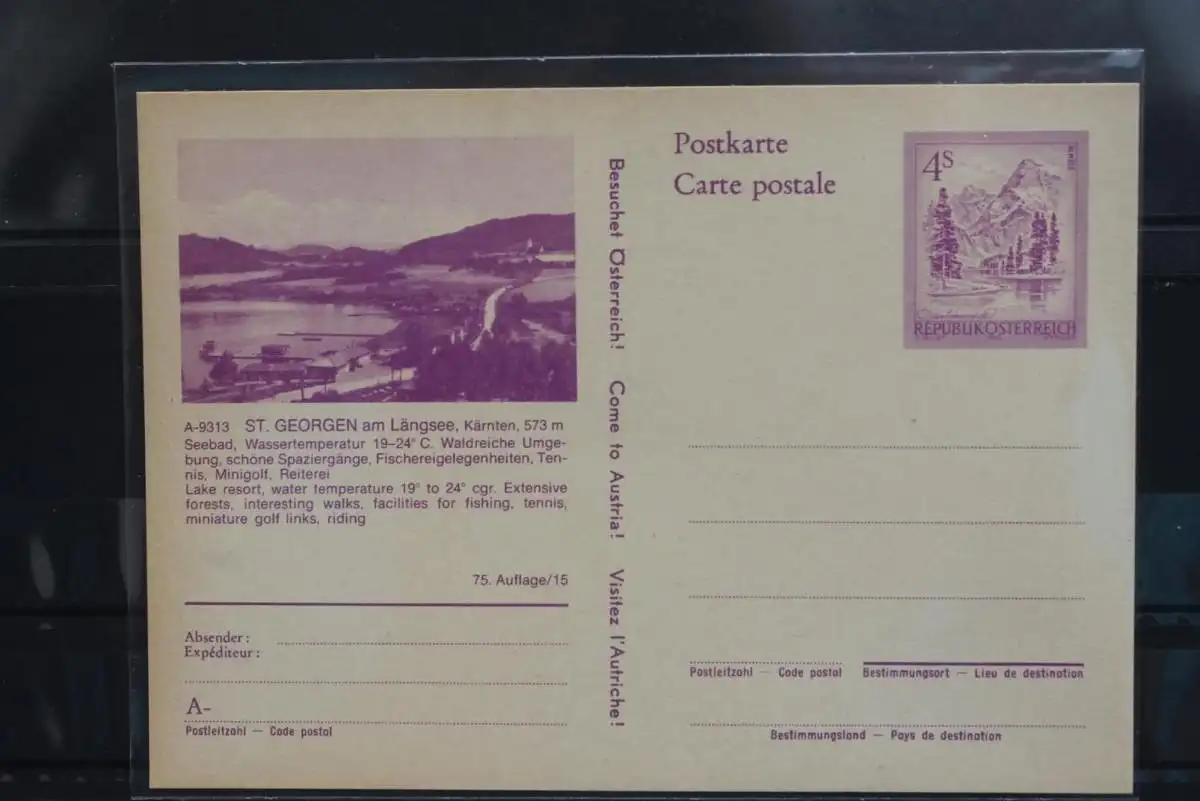 A-9313 ST. GEORGEN am Längsee, Kärnten, 573 m
Seebad, Wassertemperatur 19–24° C. Waldreiche Umge-
bung, schöne Spaziergänge, Fischereigelegenheiten, Ten-
nis, Minigolf, Reiterei
Lake resort, water temperature 19° to 24° cgr. Extensive
forests, interesting walks, facilities for fishing, tennis,
miniature golf links, riding
75. Auflage/15
Absender:
Expéditeur:
A-
Postleitzahl — Code postal
Besuchet Österreich! Come to Austria! Visitez l'Autriche!
Postkarte
Carte postale
4S
REPUBLIK ÖSTERREICH
Postleitzahl — Code postal
Bestimmungsort — Lieu de destination
Bestimmungsland — Pays de destination